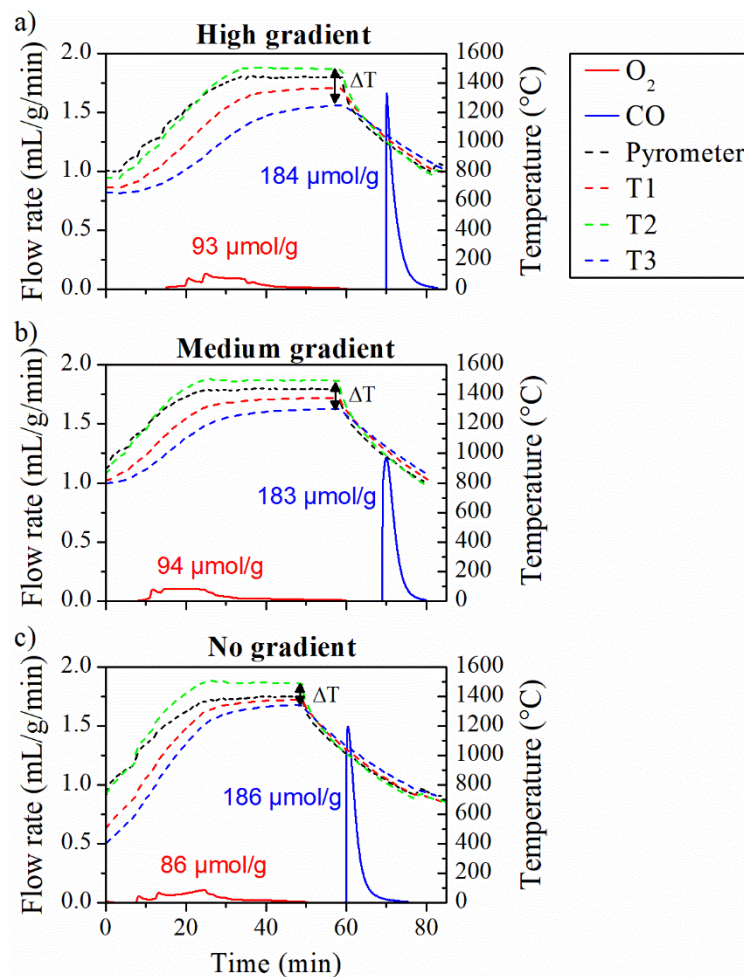 a)
High gradient
2.0
1.5
1.0
0.5
0.0
Flow rate (mL/g/min)
1600
1400
1200
1000
800
600
400
200
0
Temperature (°C)
ΔT
184 µmol/g
93 µmol/g
O₂
CO
Pyrometer
T1
T2
T3
b)
Medium gradient
2.0
1.5
1.0
0.5
0.0
Flow rate (mL/g/min)
1600
1400
1200
1000
800
600
400
200
0
Temperature (°C)
ΔT
183 µmol/g
94 µmol/g
c)
No gradient
2.0
1.5
1.0
0.5
0.0
Flow rate (mL/g/min)
1600
1400
1200
1000
800
600
400
200
0
Temperature (°C)
ΔT
186 µmol/g
86 µmol/g
0 20 40 60 80
Time (min)